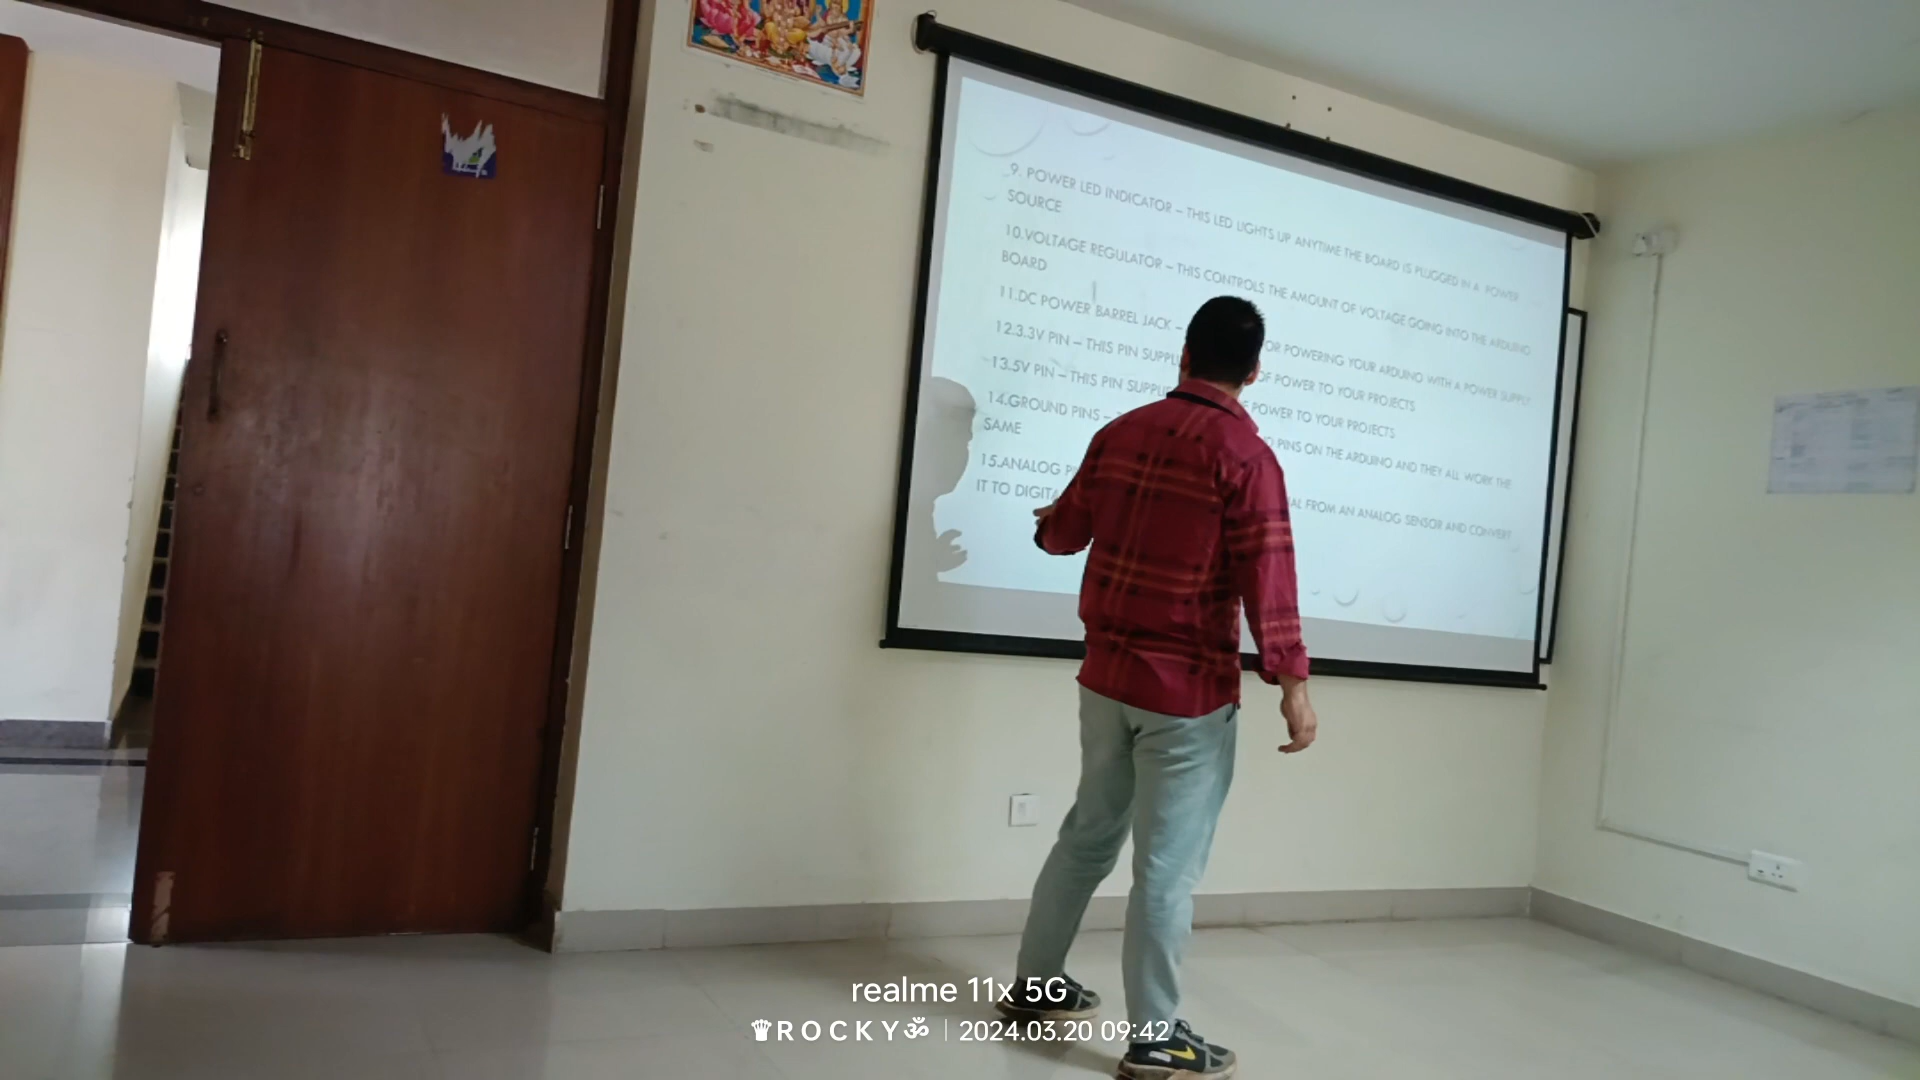 9. POWER LED INDICATOR – THIS LED LIGHTS UP ANYTIME THE BOARD IS PLUGGED IN A POWER
SOURCE
10.VOLTAGE REGULATOR – THIS CONTROLS THE AMOUNT OF VOLTAGE GOING INTO THE ARDUINO
BOARD
11.DC POWER BARREL JACK – OR POWERING YOUR ARDUINO WITH A POWER SUPPLY
12.3.3V PIN – THIS PIN SUPPL OF POWER TO YOUR PROJECTS
13.5V PIN – THIS PIN SUPPLIE POWER TO YOUR PROJECTS
14.GROUND PINS – PINS ON THE ARDUINO AND THEY ALL WORK THE
SAME
15.ANALOG FROM AN ANALOG SENSOR AND CONVERT
IT TO DIGITA
realme 11x 5G
ROCKYॐ | 2024.03.20 09:42